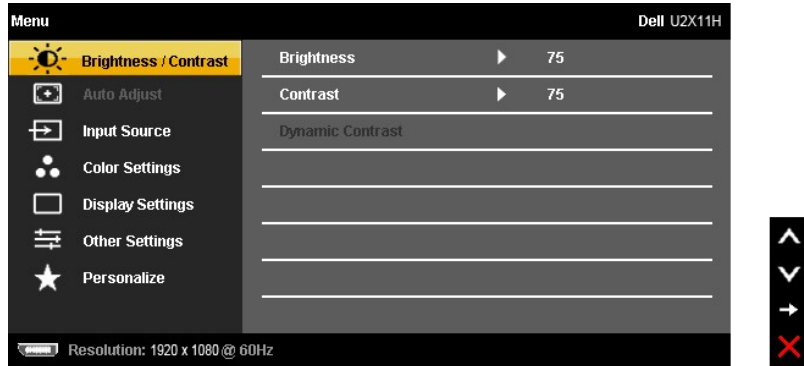 Menu Dell U2X11H
Brightness / Contrast Brightness 75
Auto Adjust Contrast 75
Input Source Dynamic Contrast
Color Settings
Display Settings
Other Settings
Personalize
Resolution: 1920 x 1080 @ 60Hz